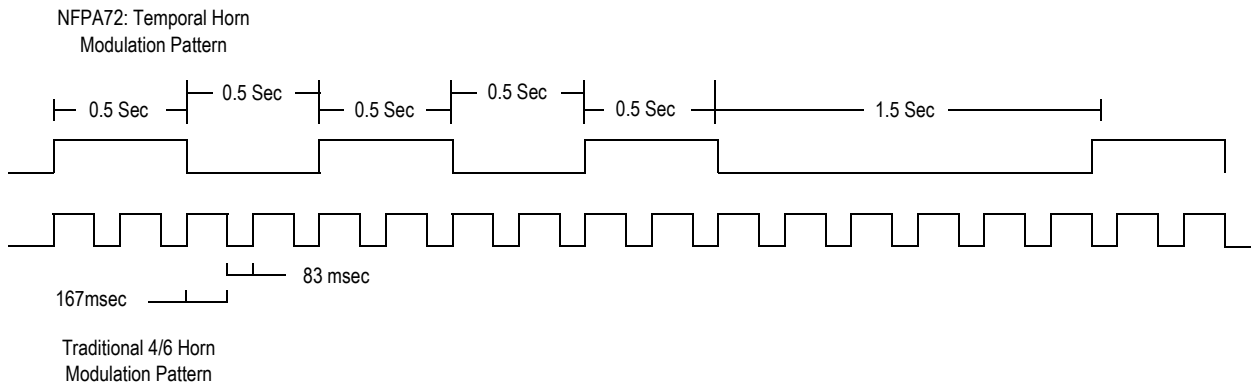 NFPA72: Temporal Horn
Modulation Pattern
0.5 Sec
0.5 Sec
0.5 Sec
0.5 Sec
0.5 Sec
1.5 Sec
83 msec
167msec
Traditional 4/6 Horn
Modulation Pattern